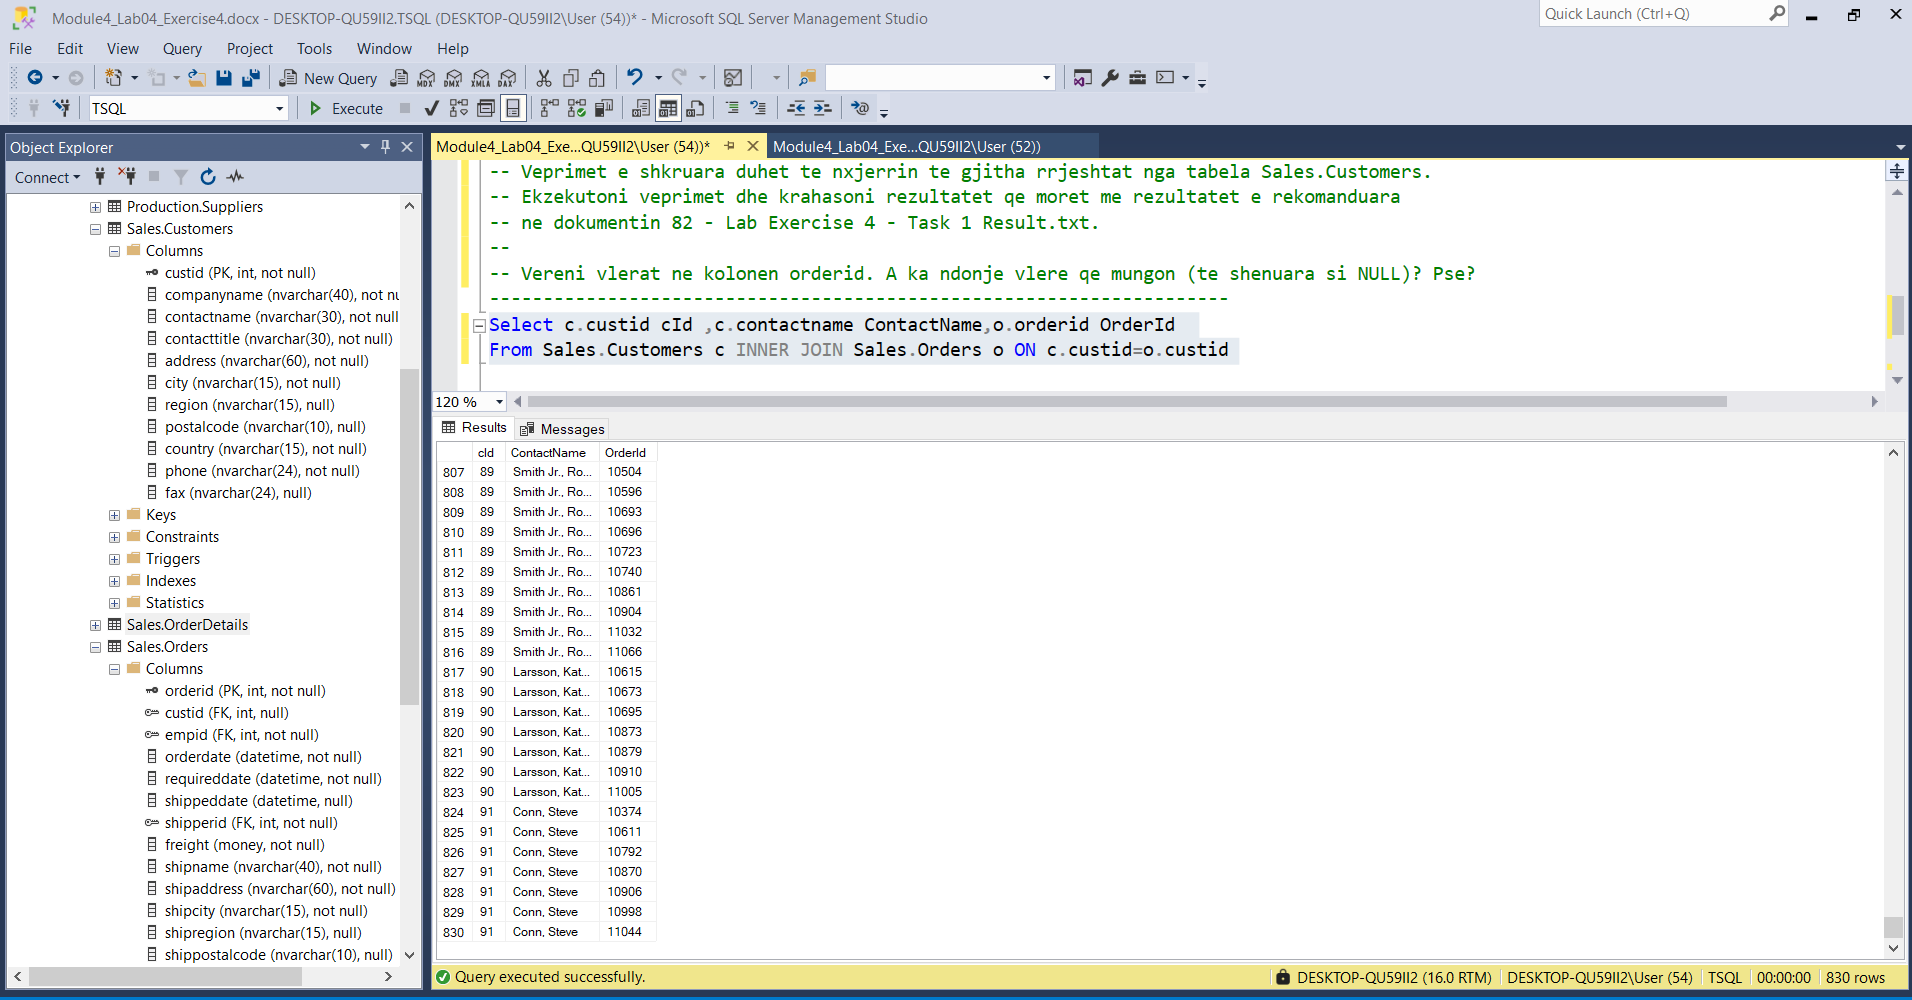 Module4_Lab04_Exercise4.docx - DESKTOP-QU59II2.TSQL (DESKTOP-QU59II2\User (54))* - Microsoft SQL Server Management Studio
Quick Launch (Ctrl+Q)
File Edit View Query Project Tools Window Help
New Query MDX DMX XMLA DAX
TSQL Execute
Object Explorer
Connect
Production.Suppliers
Sales.Customers
Columns
custid (PK, int, not null)
companyname (nvarchar(40), not nu
contactname (nvarchar(30), not null
contacttitle (nvarchar(30), not null)
address (nvarchar(60), not null)
city (nvarchar(15), not null)
region (nvarchar(15), null)
postalcode (nvarchar(10), null)
country (nvarchar(15), not null)
phone (nvarchar(24), not null)
fax (nvarchar(24), null)
Keys
Constraints
Triggers
Indexes
Statistics
Sales.OrderDetails
Sales.Orders
Columns
orderid (PK, int, not null)
custid (FK, int, null)
empid (FK, int, not null)
orderdate (datetime, not null)
requireddate (datetime, not null)
shippeddate (datetime, null)
shipperid (FK, int, not null)
freight (money, not null)
shipname (nvarchar(40), not null)
shipaddress (nvarchar(60), not null)
shipcity (nvarchar(15), not null)
shipregion (nvarchar(15), null)
shippostalcode (nvarchar(10), null)
Module4_Lab04_Exe...QU59II2\User (54))* Module4_Lab04_Exe...QU59II2\User (52))
-- Veprimet e shkruara duhet te nxjerrin te gjitha rrjeshtat nga tabela Sales.Customers.
-- Ekzekutoni veprimet dhe krahasoni rezultatet qe moret me rezultatet e rekomanduara
-- ne dokumentin 82 - Lab Exercise 4 - Task 1 Result.txt.
--
-- Vereni vlerat ne kolonen orderid. A ka ndonje vlere qe mungon (te shenuara si NULL)? Pse?
---------------------------------------------------------------------
Select c.custid cId ,c.contactname ContactName,o.orderid OrderId
From Sales.Customers c INNER JOIN Sales.Orders o ON c.custid=o.custid
120 %
Results Messages
cId ContactName OrderId
807 89 Smith Jr., Ro... 10504
808 89 Smith Jr., Ro... 10596
809 89 Smith Jr., Ro... 10693
810 89 Smith Jr., Ro... 10696
811 89 Smith Jr., Ro... 10723
812 89 Smith Jr., Ro... 10740
813 89 Smith Jr., Ro... 10861
814 89 Smith Jr., Ro... 10904
815 89 Smith Jr., Ro... 11032
816 89 Smith Jr., Ro... 11066
817 90 Larsson, Kat... 10615
818 90 Larsson, Kat... 10673
819 90 Larsson, Kat... 10695
820 90 Larsson, Kat... 10873
821 90 Larsson, Kat... 10879
822 90 Larsson, Kat... 10910
823 90 Larsson, Kat... 11005
824 91 Conn, Steve 10374
825 91 Conn, Steve 10611
826 91 Conn, Steve 10792
827 91 Conn, Steve 10870
828 91 Conn, Steve 10906
829 91 Conn, Steve 10998
830 91 Conn, Steve 11044
Query executed successfully. DESKTOP-QU59II2 (16.0 RTM) DESKTOP-QU59II2\User (54) TSQL 00:00:00 830 rows